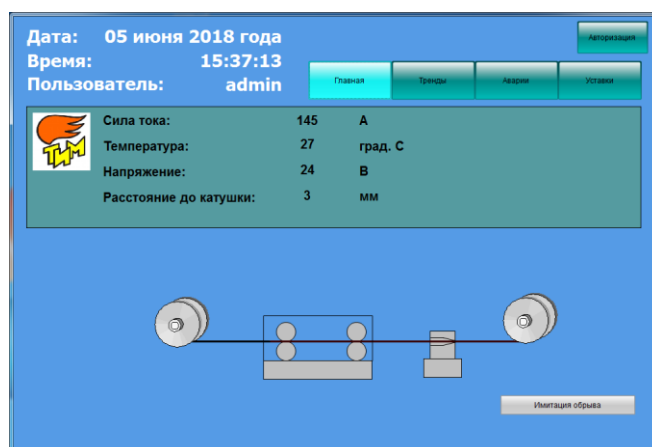 Дата: 05 июня 2018 года
Авторизация
Время: 15:37:13
Пользователь: admin
Главная Тренды Аварии Уставки
ТИМ
Сила тока: 145 А
Температура: 27 град. С
Напряжение: 24 В
Расстояние до катушки: 3 мм
Имитация обрыва